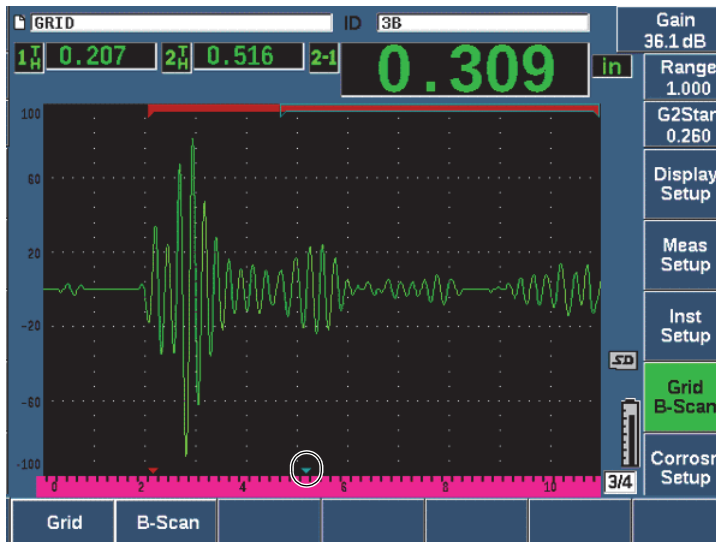 GRID ID 3B
1 TH 0.207 2 TH 0.516 2-1 0.309 in
100
60
20
-20
-60
-100
0 2 4 6 8 10
Gain
36.1 dB
Range
1.000
G2Star
0.260
Display
Setup
Meas
Setup
Inst
Setup
SD
Grid
B-Scan
Corrosn
Setup
3/4
Grid B-Scan